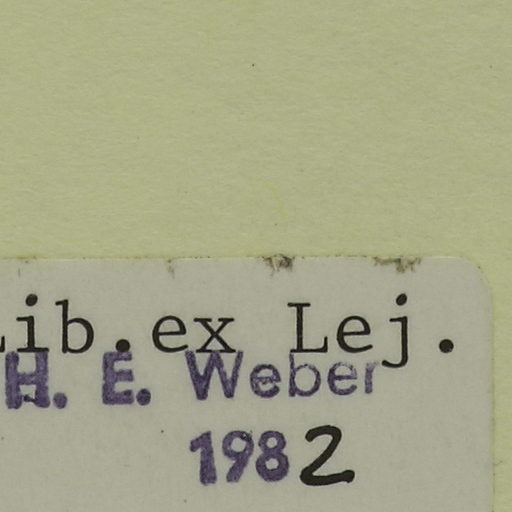 Lib.ex Lej.
H. E. Weber
1982